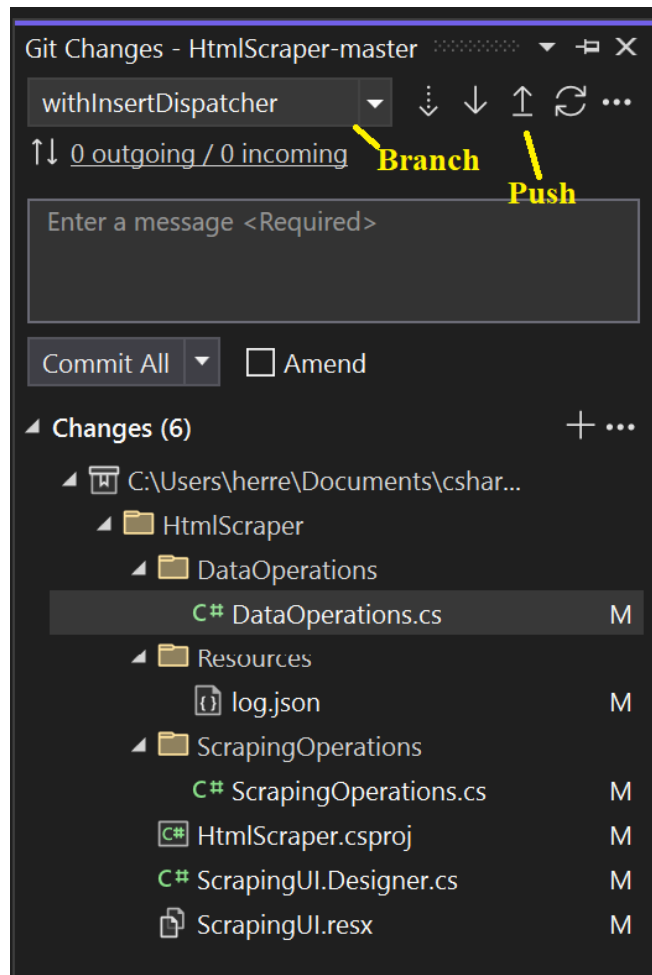 Git Changes - HtmlScraper-master
withInsertDispatcher
0 outgoing / 0 incoming
Branch
Push
Enter a message <Required>
Commit All
Amend
Changes (6)
C:\Users\herre\Documents\cshar...
HtmlScraper
DataOperations
C# DataOperations.cs M
Resources
{} log.json M
ScrapingOperations
C# ScrapingOperations.cs M
C# HtmlScraper.csproj M
C# ScrapingUI.Designer.cs M
ScrapingUI.resx M